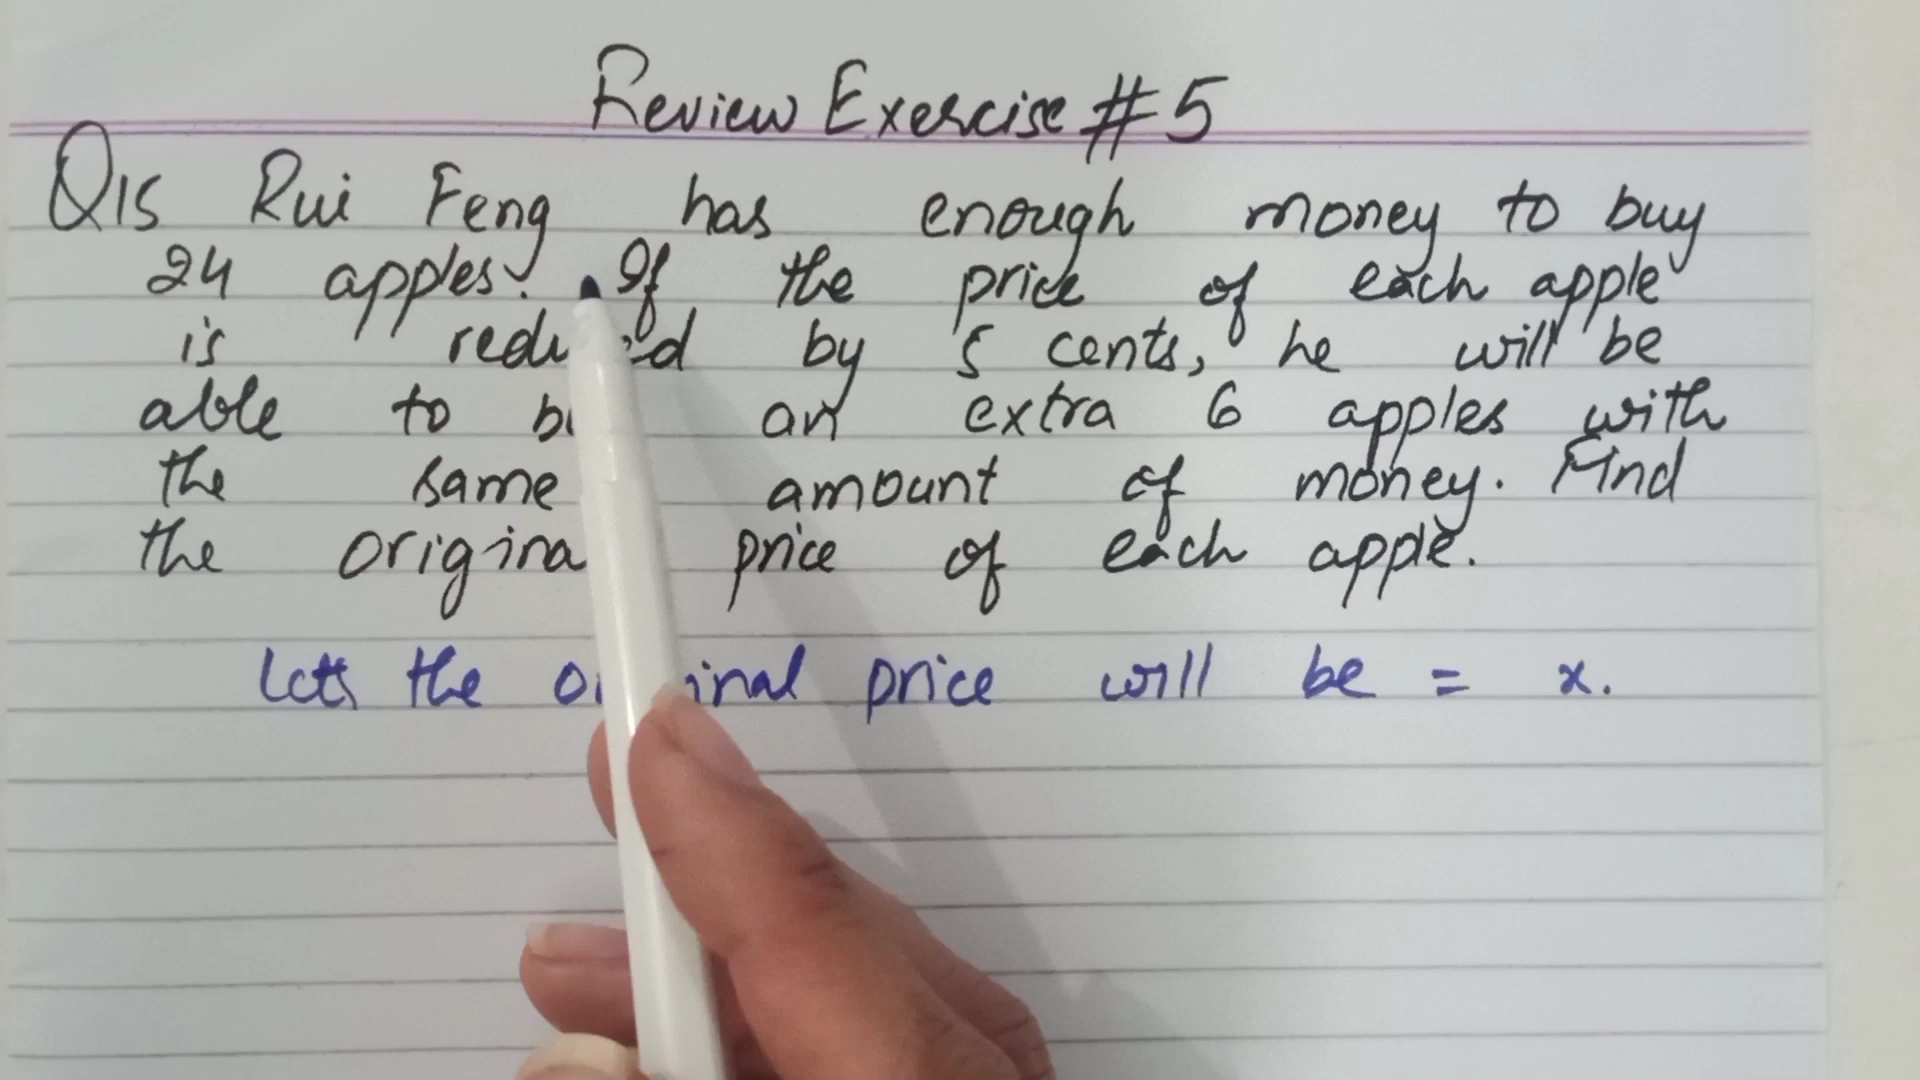 Review Exercise #5
Q15 Rui Feng has enough money to buy
24 apples. If the price of each apple
is reduced by 5 cents, he will be
able to an extra 6 apples with
the same amount of money. Find
the original price of each apple.
the original price will be = x.